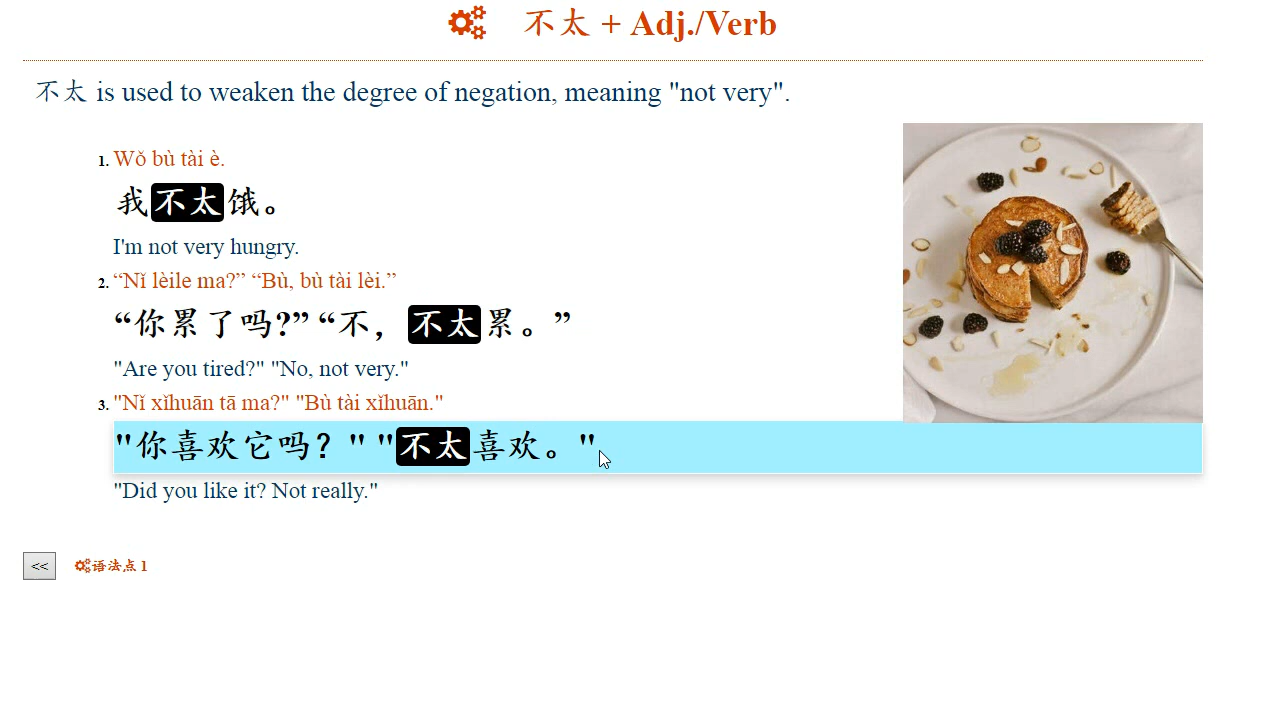 不太 + Adj./Verb
不太 is used to weaken the degree of negation, meaning "not very".
1. Wǒ bù tài è.
我不太饿。
I'm not very hungry.
2. “Nǐ lèile ma?” “Bù, bù tài lèi.”
“你累了吗?” “不，不太累。”
"Are you tired?" "No, not very."
3. "Nǐ xǐhuān tā ma?" "Bù tài xǐhuān."
"你喜欢它吗？" "不太喜欢。"
"Did you like it? Not really."
<< 语法点 1